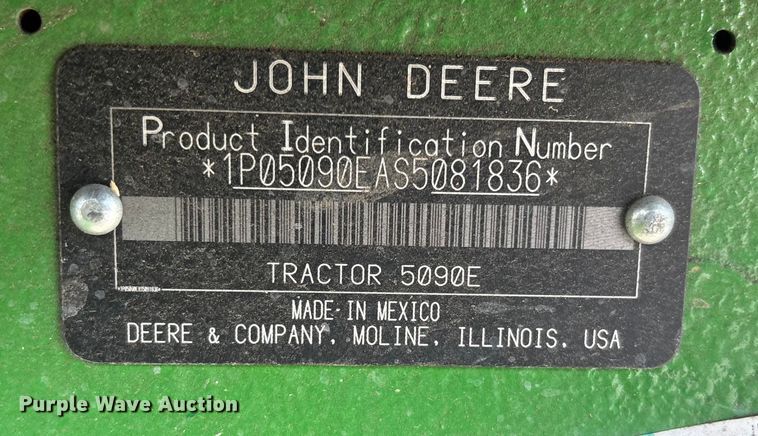 JOHN DEERE
Product Identification Number
*1P05090EAS5081836*
TRACTOR 5090E
MADE IN MEXICO
DEERE & COMPANY, MOLINE, ILLINOIS, USA
Purple Wave Auction